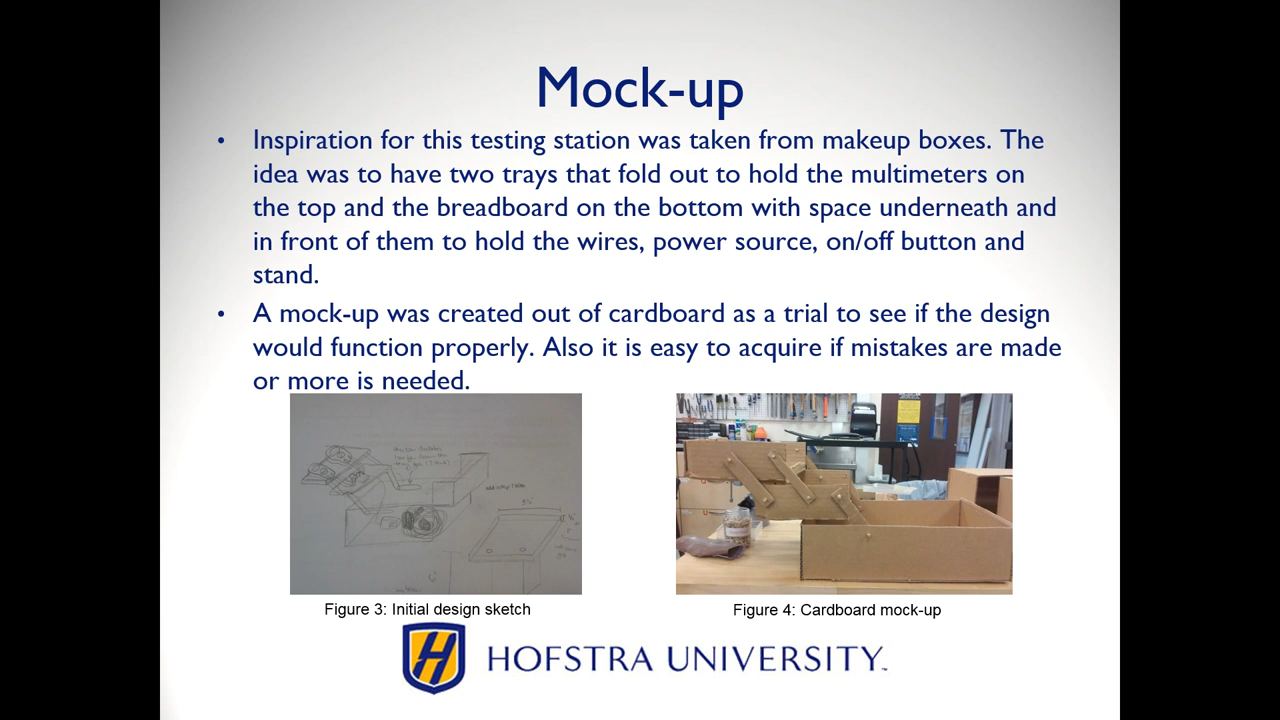 Mock-up
• Inspiration for this testing station was taken from makeup boxes. The
idea was to have two trays that fold out to hold the multimeters on
the top and the breadboard on the bottom with space underneath and
in front of them to hold the wires, power source, on/off button and
stand.
• A mock-up was created out of cardboard as a trial to see if the design
would function properly. Also it is easy to acquire if mistakes are made
or more is needed.
Figure 3: Initial design sketch
Figure 4: Cardboard mock-up
H
HOFSTRA UNIVERSITY™